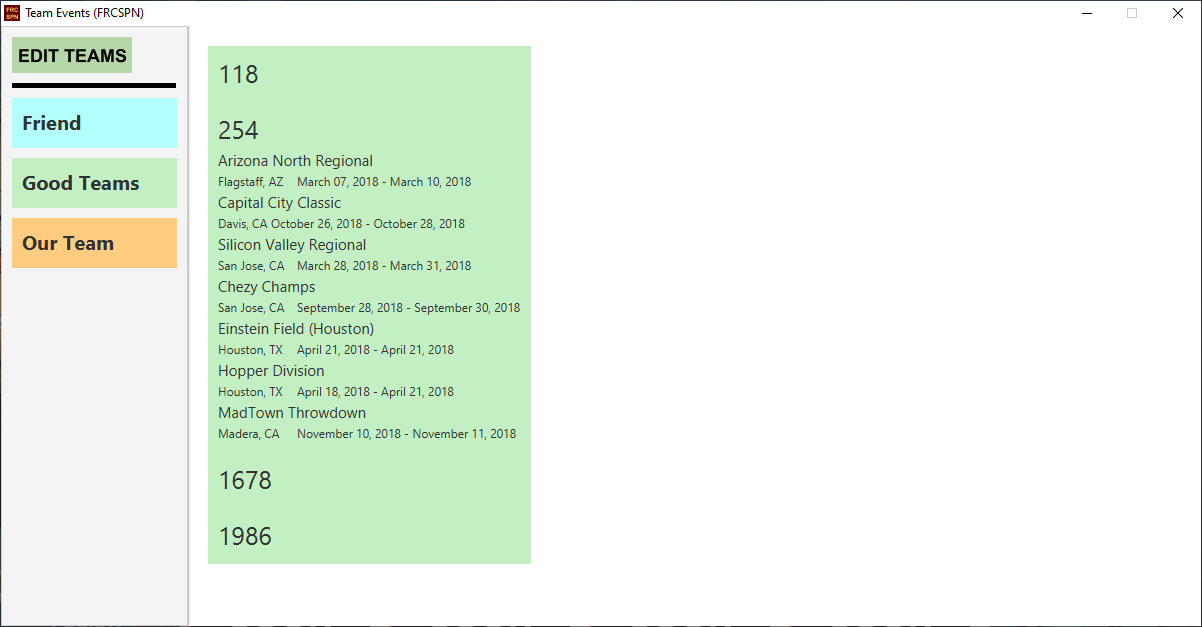 FRC
SPN
Team Events (FRCSPN)
EDIT TEAMS
Friend
Good Teams
Our Team
118
254
Arizona North Regional
Flagstaff, AZ March 07, 2018 - March 10, 2018
Capital City Classic
Davis, CA October 26, 2018 - October 28, 2018
Silicon Valley Regional
San Jose, CA March 28, 2018 - March 31, 2018
Chezy Champs
San Jose, CA September 28, 2018 - September 30, 2018
Einstein Field (Houston)
Houston, TX April 21, 2018 - April 21, 2018
Hopper Division
Houston, TX April 18, 2018 - April 21, 2018
MadTown Throwdown
Madera, CA November 10, 2018 - November 11, 2018
1678
1986